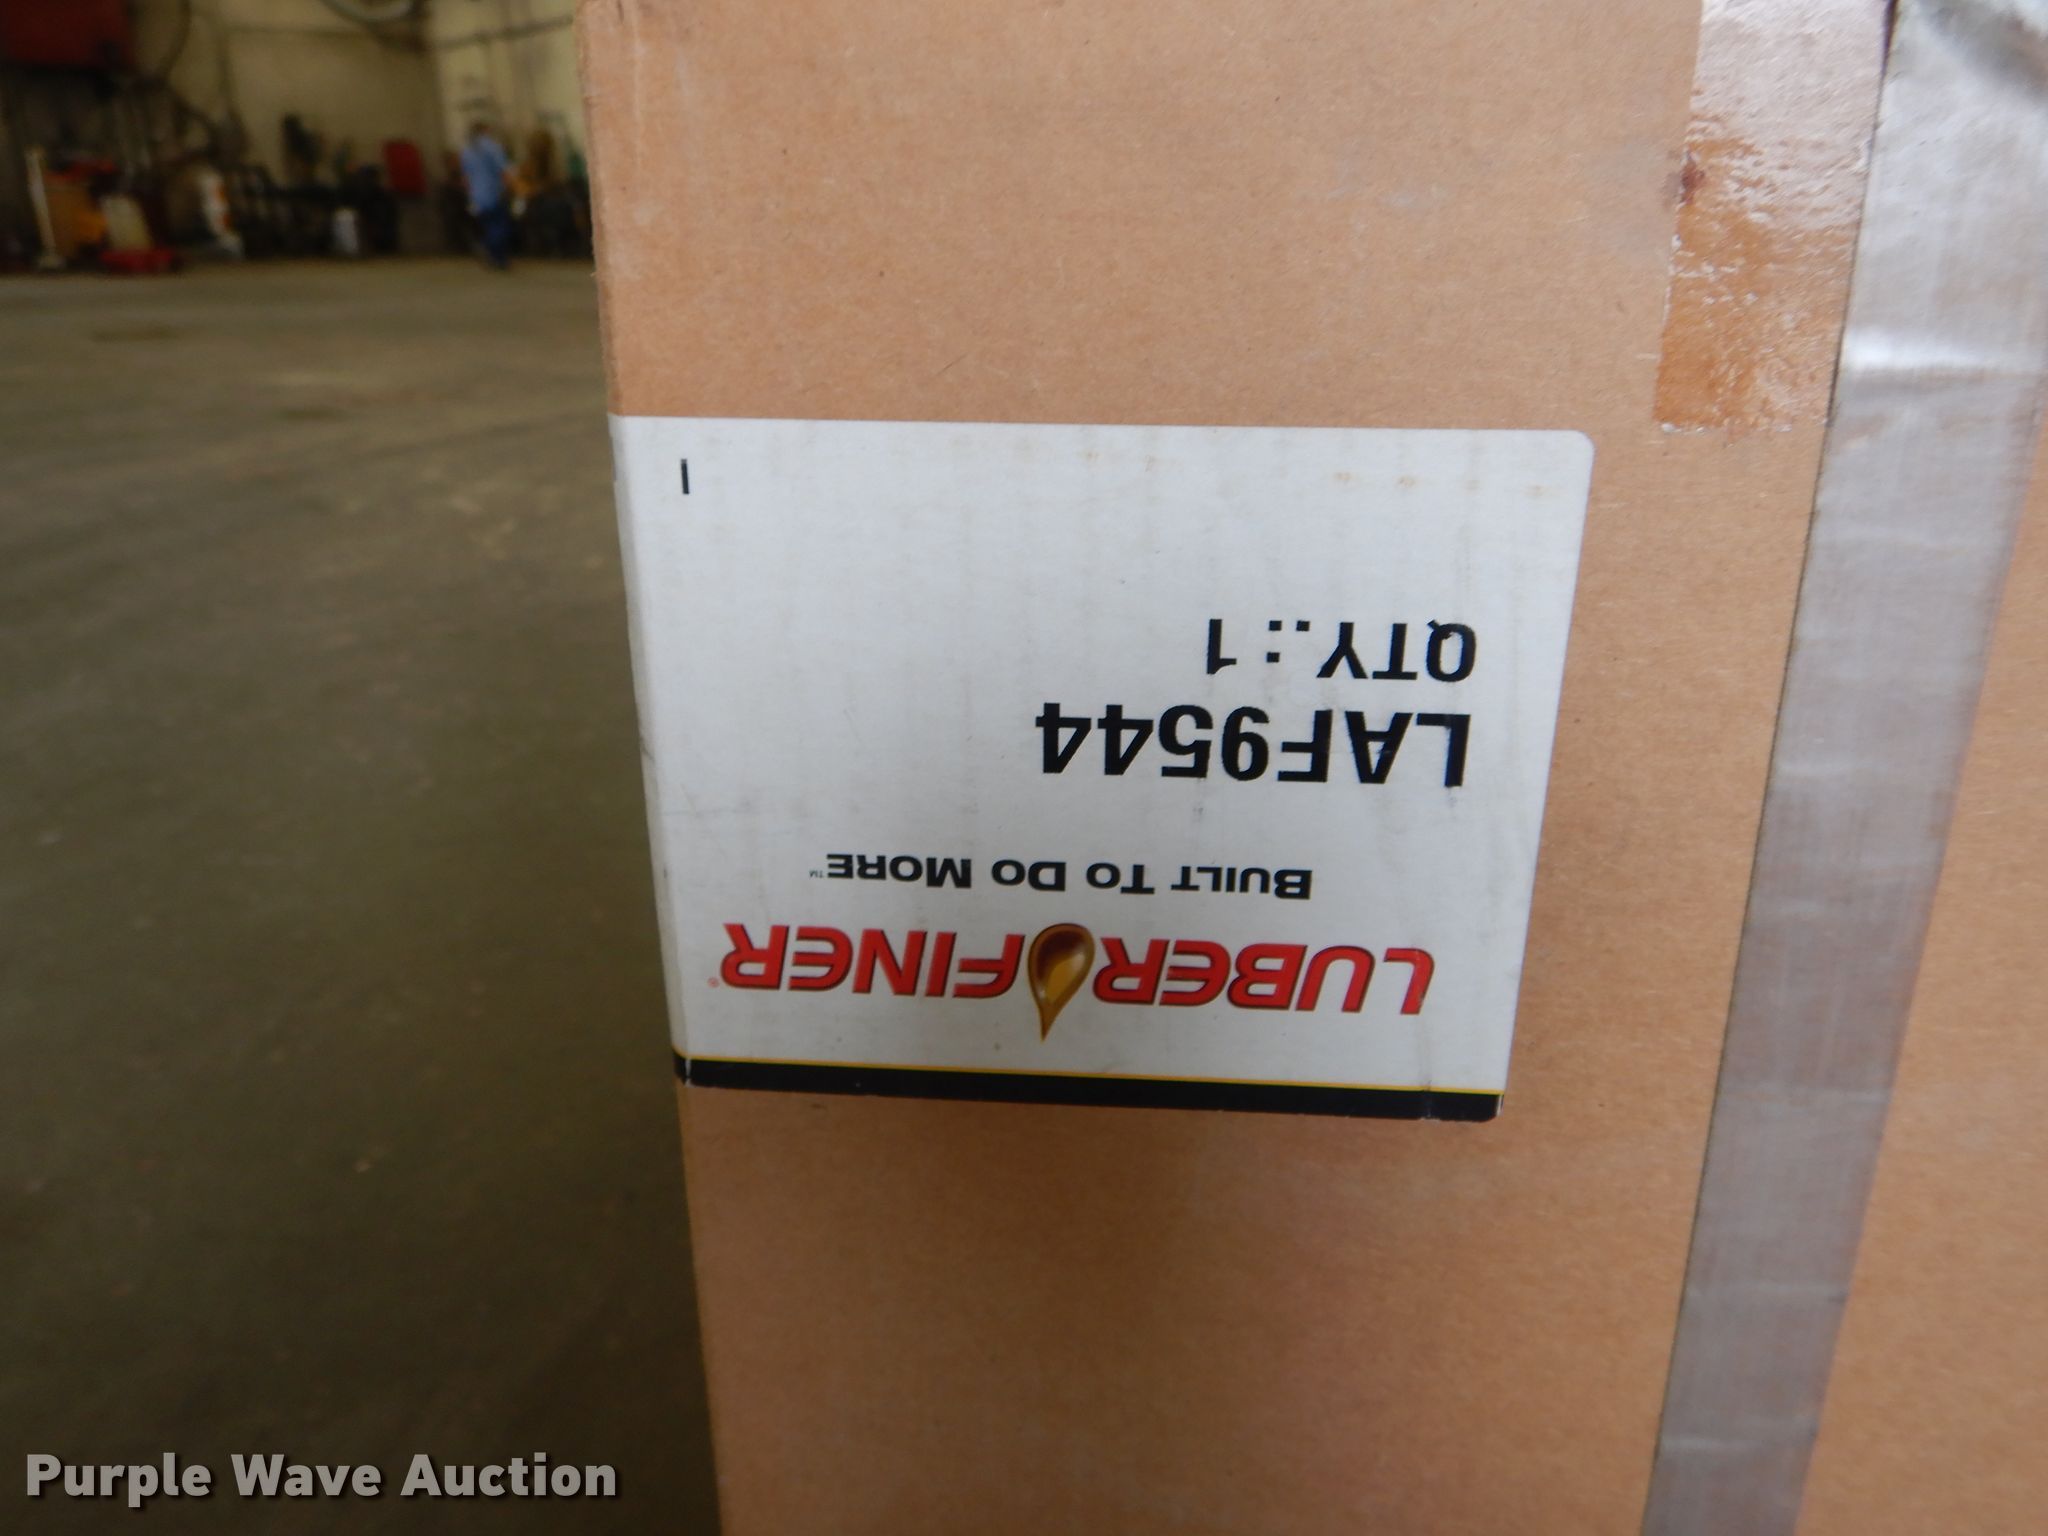 LUBERFINER®
BUILT TO DO MORE™
LAF9544
QTY.: 1
I
Purple Wave Auction